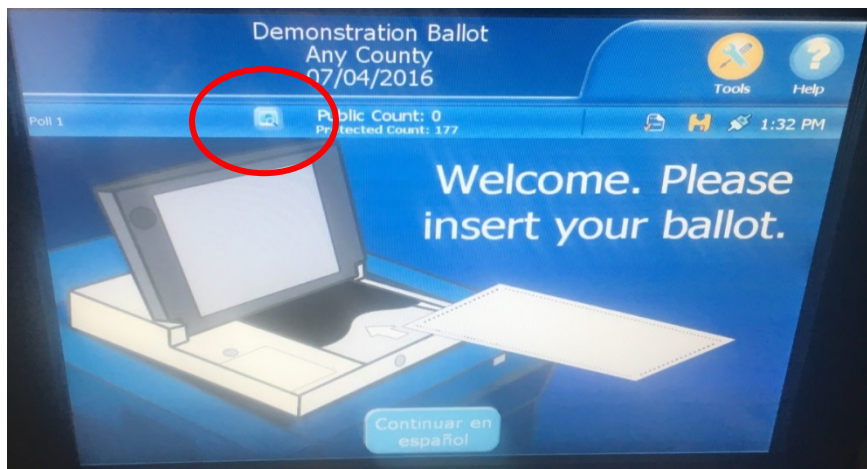 Demonstration Ballot
Any County
07/04/2016
Tools
Help
Poll 1
Public Count: 0
Protected Count: 177
1:32 PM
Welcome. Please
insert your ballot.
Continuar en
español